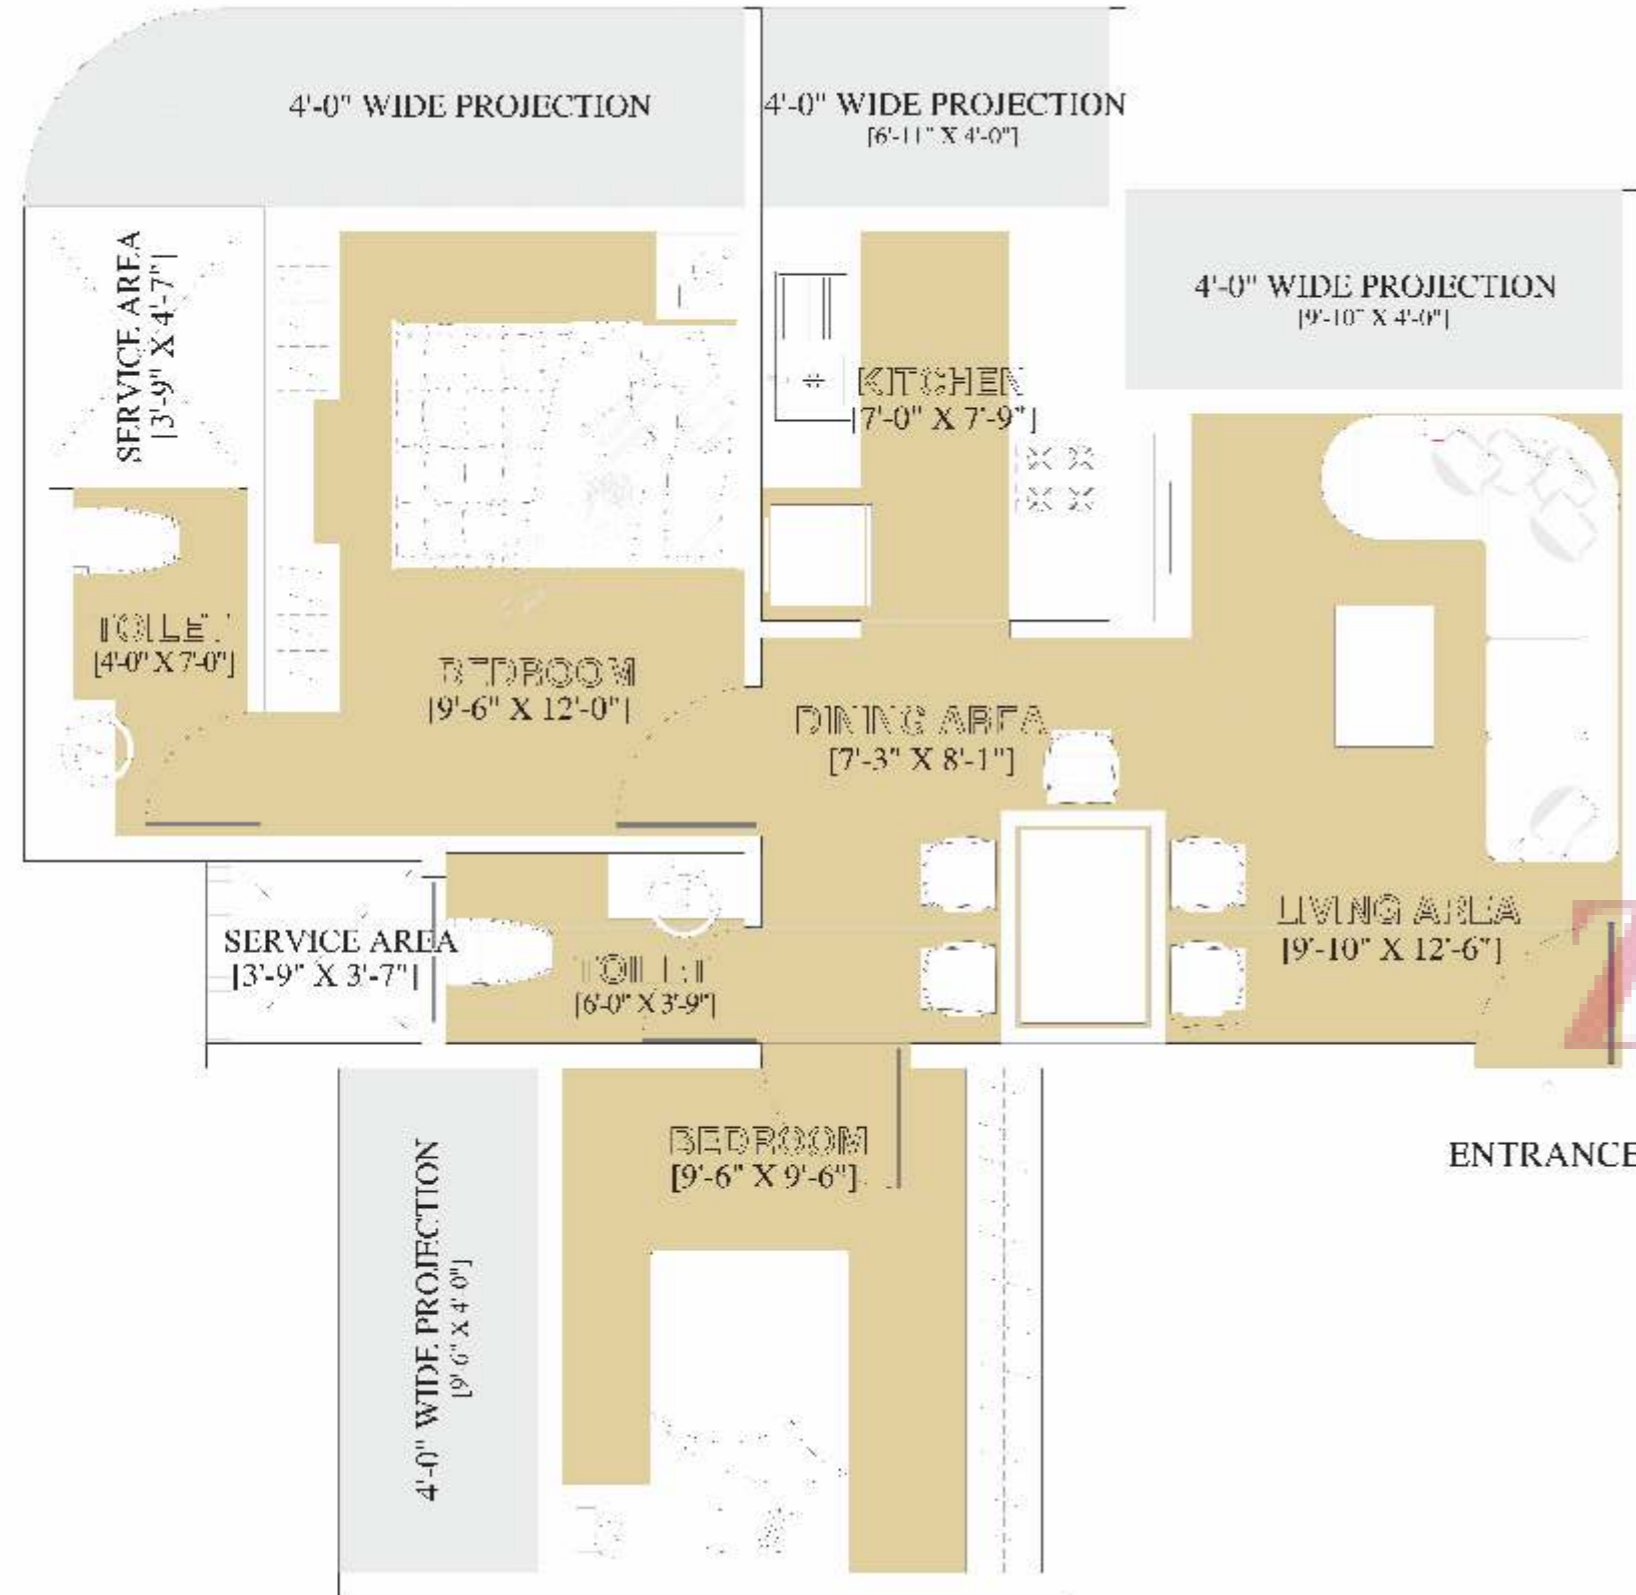 4'-0" WIDE PROJECTION
4'-0" WIDE PROJECTION
[6'-11" X 4'-0"]
4'-0" WIDE PROJECTION
[9'-10" X 4'-0"]
SERVICE AREA
[3'-9" X 4'-7"]
KITCHEN
[7'-0" X 7'-9"]
TOILET
[4'-0" X 7'-0"]
BEDROOM
[9'-6" X 12'-0"]
DINING AREA
[7'-3" X 8'-1"]
LIVING AREA
[9'-10" X 12'-6"]
SERVICE AREA
[3'-9" X 3'-7"]
TOILET
[6'-0" X 3'-9"]
BEDROOM
[9'-6" X 9'-6"]
ENTRANCE
4'-0" WIDE PROJECTION
[9'-6" X 4'-0"]